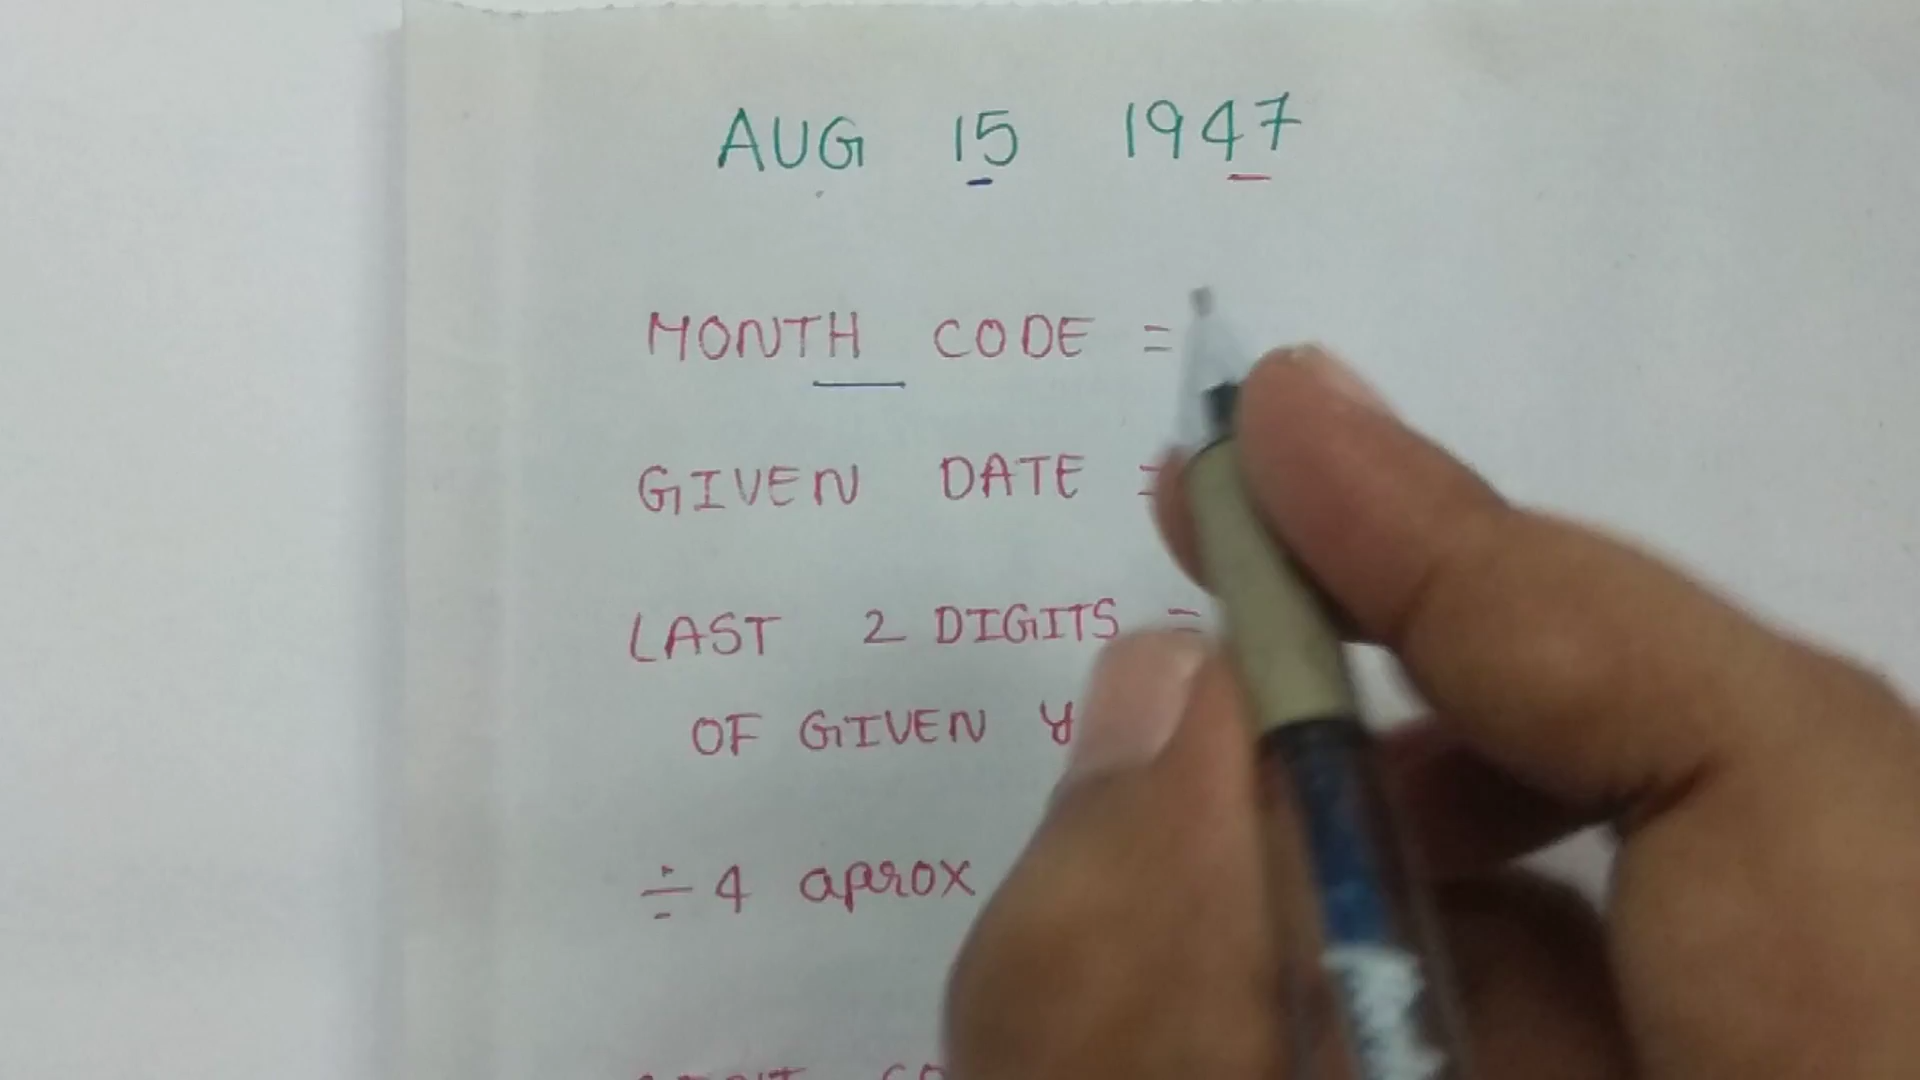 AUG 15 1947
MONTH CODE =
GIVEN DATE =
LAST 2 DIGITS =
OF GIVEN Y
÷ 4 aprox